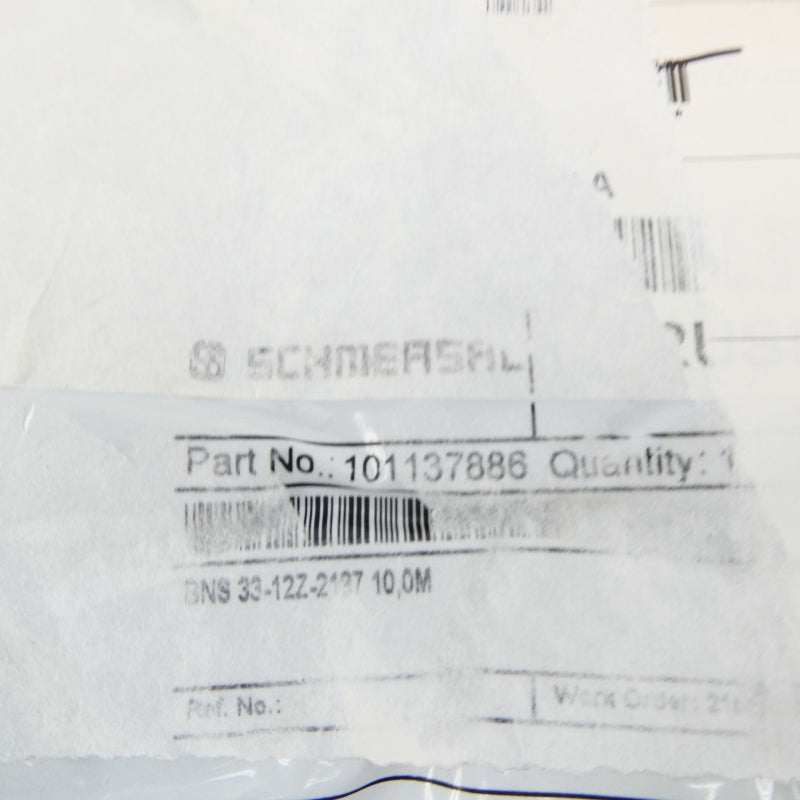 SCHMERSAL
Part No.: 101137886 Quantity: 1
BNS 33-12Z-2187 10,0M
Ref. No.:
Work Order: